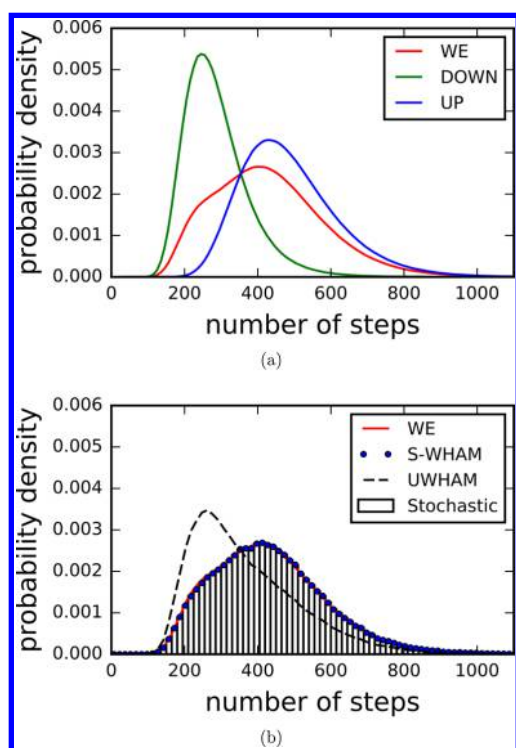 0.006
0.005
0.004
0.003
0.002
0.001
0.000
probability density
WE
DOWN
UP
0 200 400 600 800 1000
number of steps
(a)
0.006
0.005
0.004
0.003
0.002
0.001
0.000
probability density
WE
S-WHAM
UWHAM
Stochastic
0 200 400 600 800 1000
number of steps
(b)